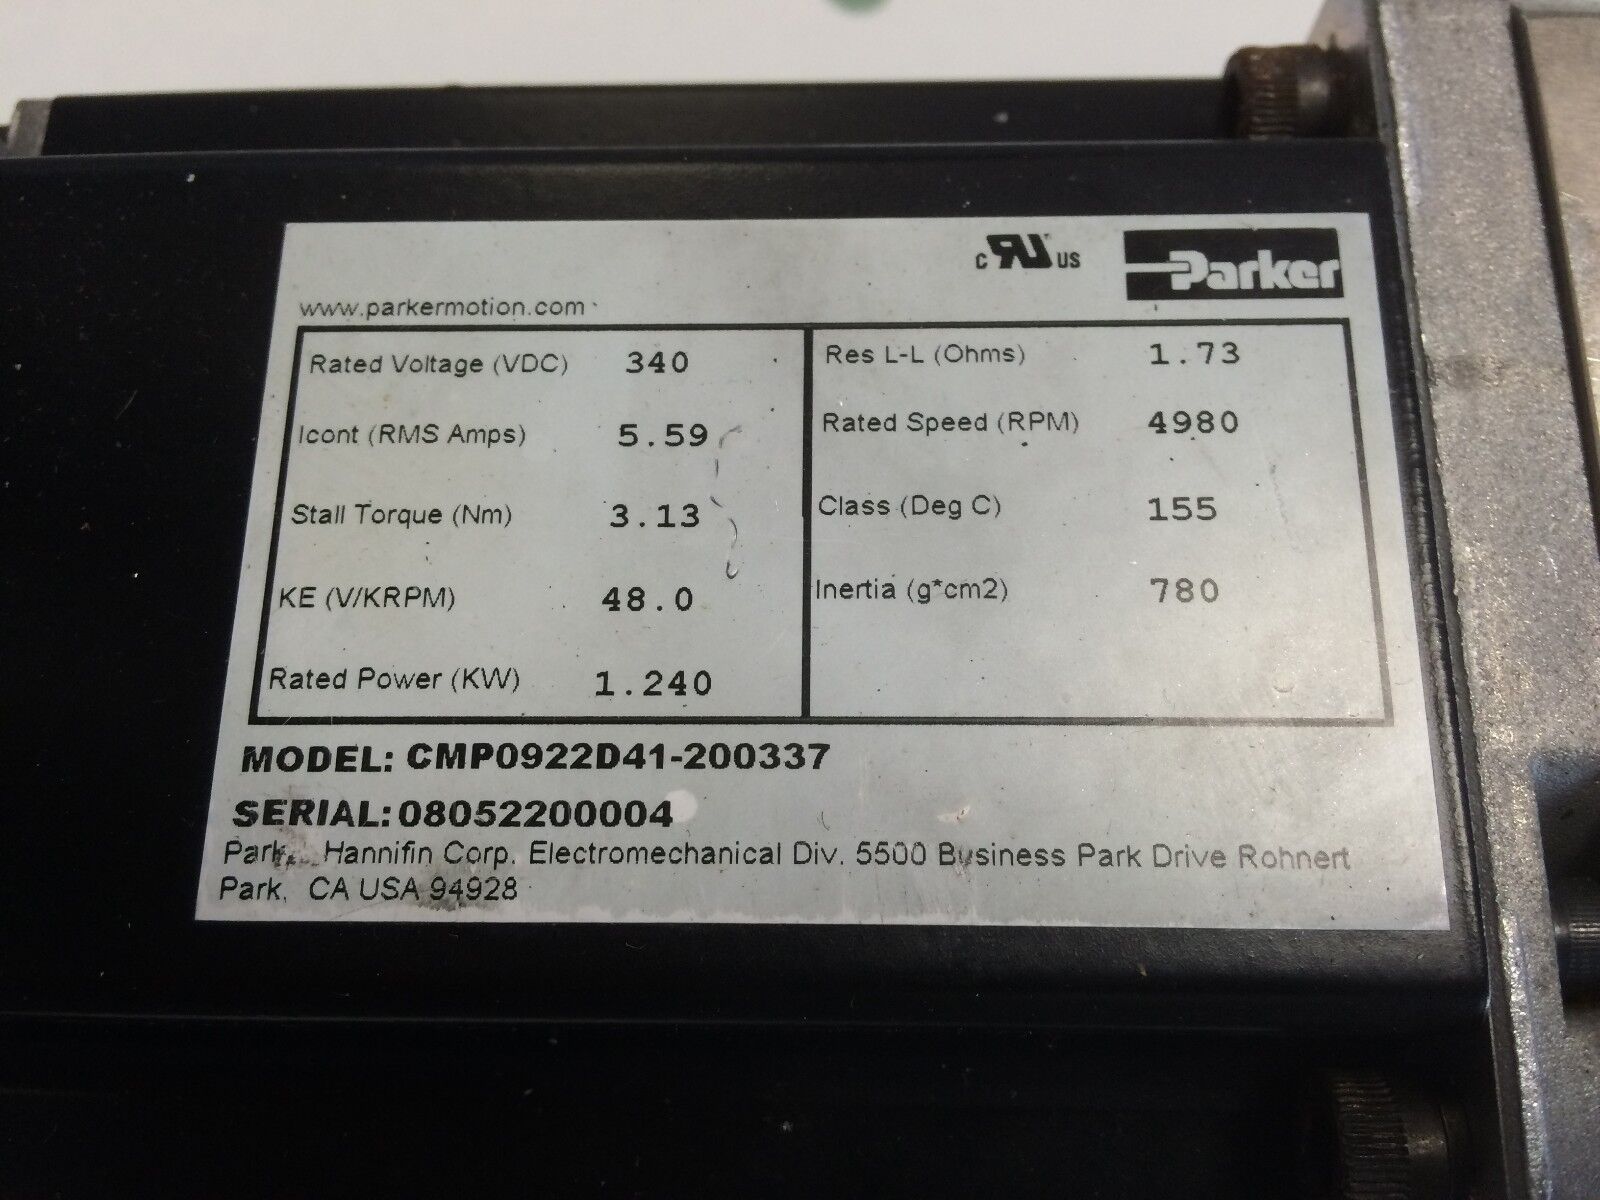 c RU US Parker
www.parkermotion.com
Rated Voltage (VDC) 340
Icont (RMS Amps) 5.59
Stall Torque (Nm) 3.13
KE (V/KRPM) 48.0
Rated Power (KW) 1.240
Res L-L (Ohms) 1.73
Rated Speed (RPM) 4980
Class (Deg C) 155
Inertia (g*cm2) 780
MODEL: CMP0922D41-200337
SERIAL: 08052200004
Hannifin Corp. Electromechanical Div. 5500 Business Park Drive Rohnert
Park, CA USA 94928